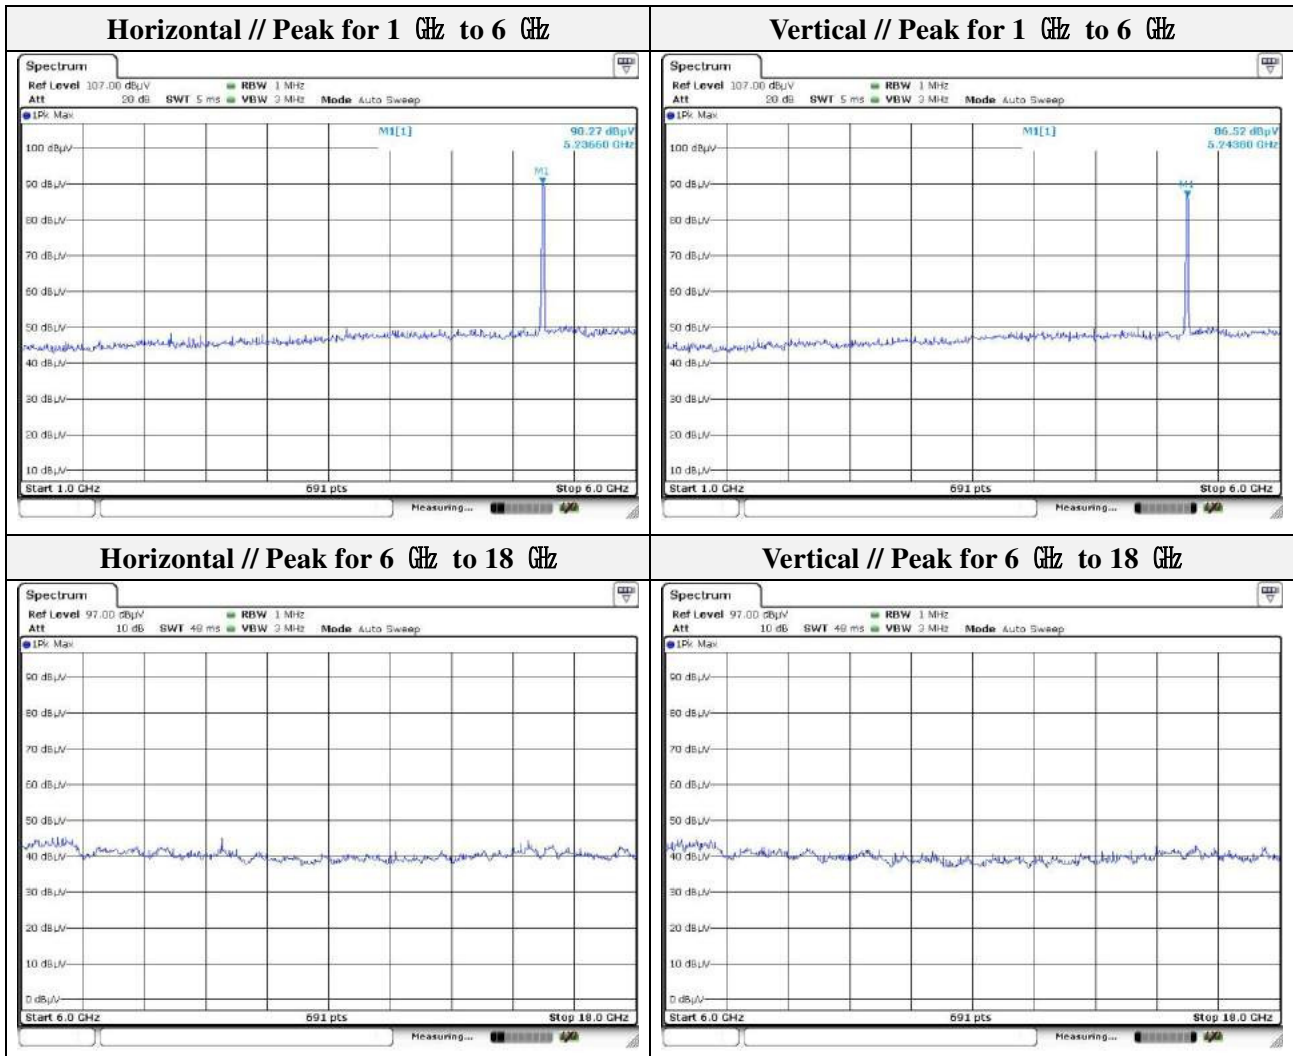 Horizontal // Peak for 1 ㎓ to 6 ㎓
Spectrum
Ref Level 107.00 dBµV RBW 1 MHz
Att 20 dB SWT 5 ms VBW 3 MHz Mode Auto Sweep
1Pk Max
M1[1] 90.27 dBµV
5.23660 GHz
M1
100 dBµV
90 dBµV
80 dBµV
70 dBµV
60 dBµV
50 dBµV
40 dBµV
30 dBµV
20 dBµV
10 dBµV
Start 1.0 GHz 691 pts Stop 6.0 GHz
Measuring...
Vertical // Peak for 1 ㎓ to 6 ㎓
Spectrum
Ref Level 107.00 dBµV RBW 1 MHz
Att 20 dB SWT 5 ms VBW 3 MHz Mode Auto Sweep
1Pk Max
M1[1] 86.52 dBµV
5.24380 GHz
M1
100 dBµV
90 dBµV
80 dBµV
70 dBµV
60 dBµV
50 dBµV
40 dBµV
30 dBµV
20 dBµV
10 dBµV
Start 1.0 GHz 691 pts Stop 6.0 GHz
Measuring...
Horizontal // Peak for 6 ㎓ to 18 ㎓
Spectrum
Ref Level 97.00 dBµV RBW 1 MHz
Att 10 dB SWT 48 ms VBW 3 MHz Mode Auto Sweep
1Pk Max
90 dBµV
80 dBµV
70 dBµV
60 dBµV
50 dBµV
40 dBµV
30 dBµV
20 dBµV
10 dBµV
0 dBµV
Start 6.0 GHz 691 pts Stop 18.0 GHz
Measuring...
Vertical // Peak for 6 ㎓ to 18 ㎓
Spectrum
Ref Level 97.00 dBµV RBW 1 MHz
Att 10 dB SWT 48 ms VBW 3 MHz Mode Auto Sweep
1Pk Max
90 dBµV
80 dBµV
70 dBµV
60 dBµV
50 dBµV
40 dBµV
30 dBµV
20 dBµV
10 dBµV
0 dBµV
Start 6.0 GHz 691 pts Stop 18.0 GHz
Measuring...